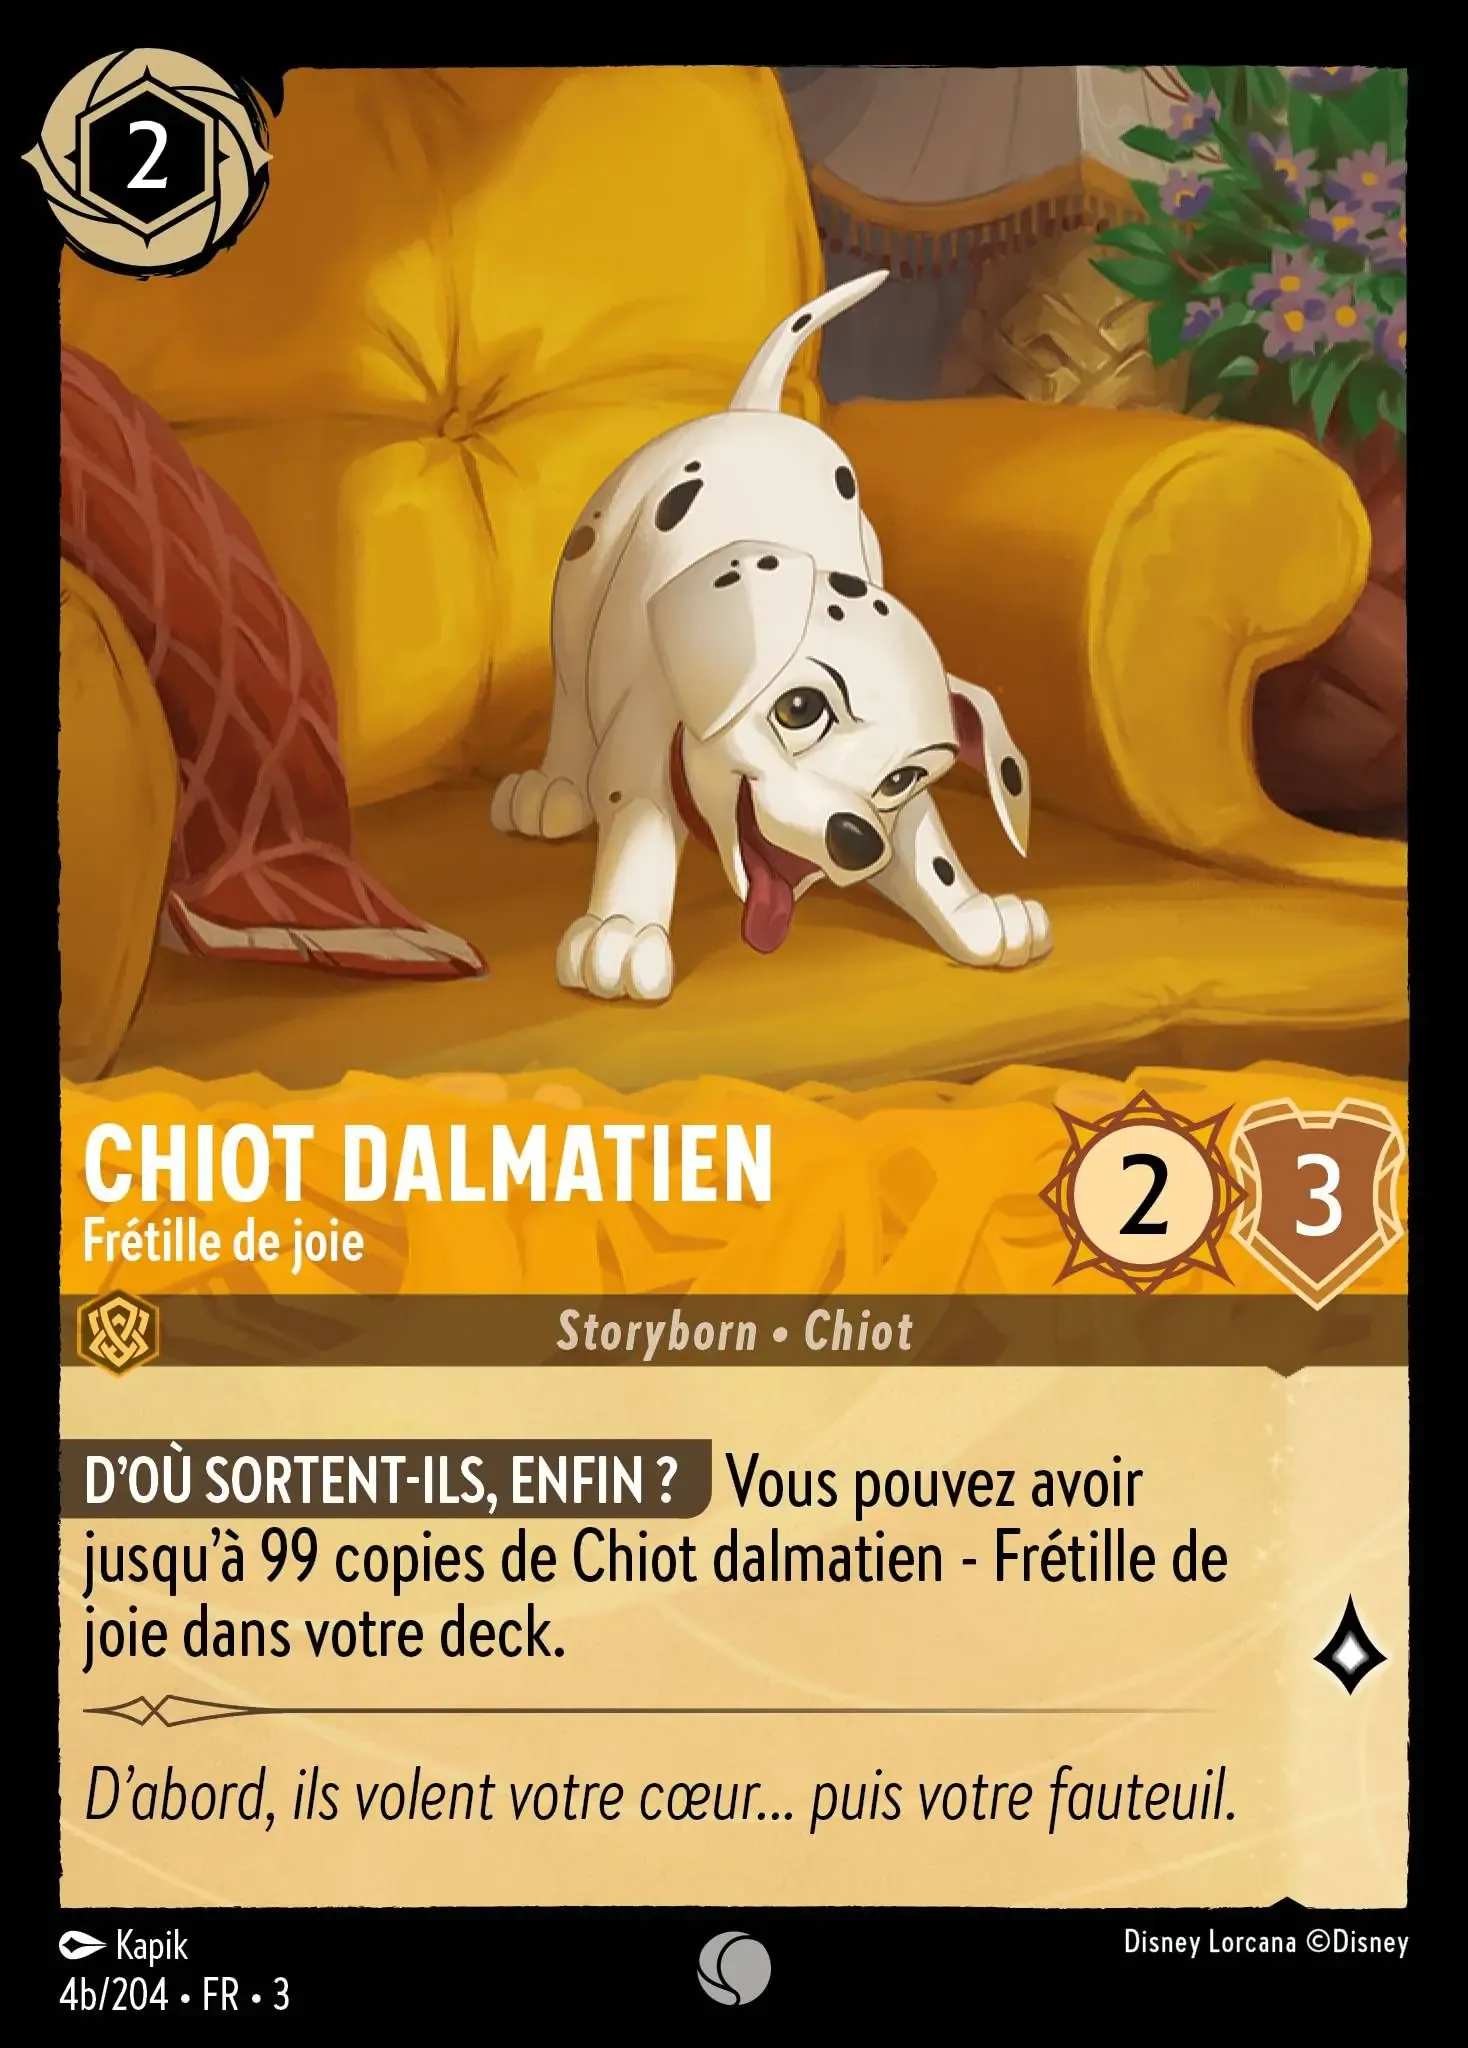 2
CHIOT DALMATIEN
Frétille de joie
2
3
Storyborn • Chiot
D'OÙ SORTENT-ILS, ENFIN ? Vous pouvez avoir
jusqu'à 99 copies de Chiot dalmatien - Frétille de
joie dans votre deck.
D'abord, ils volent votre cœur... puis votre fauteuil.
Kapik
4b/204 • FR • 3
Disney Lorcana ©Disney